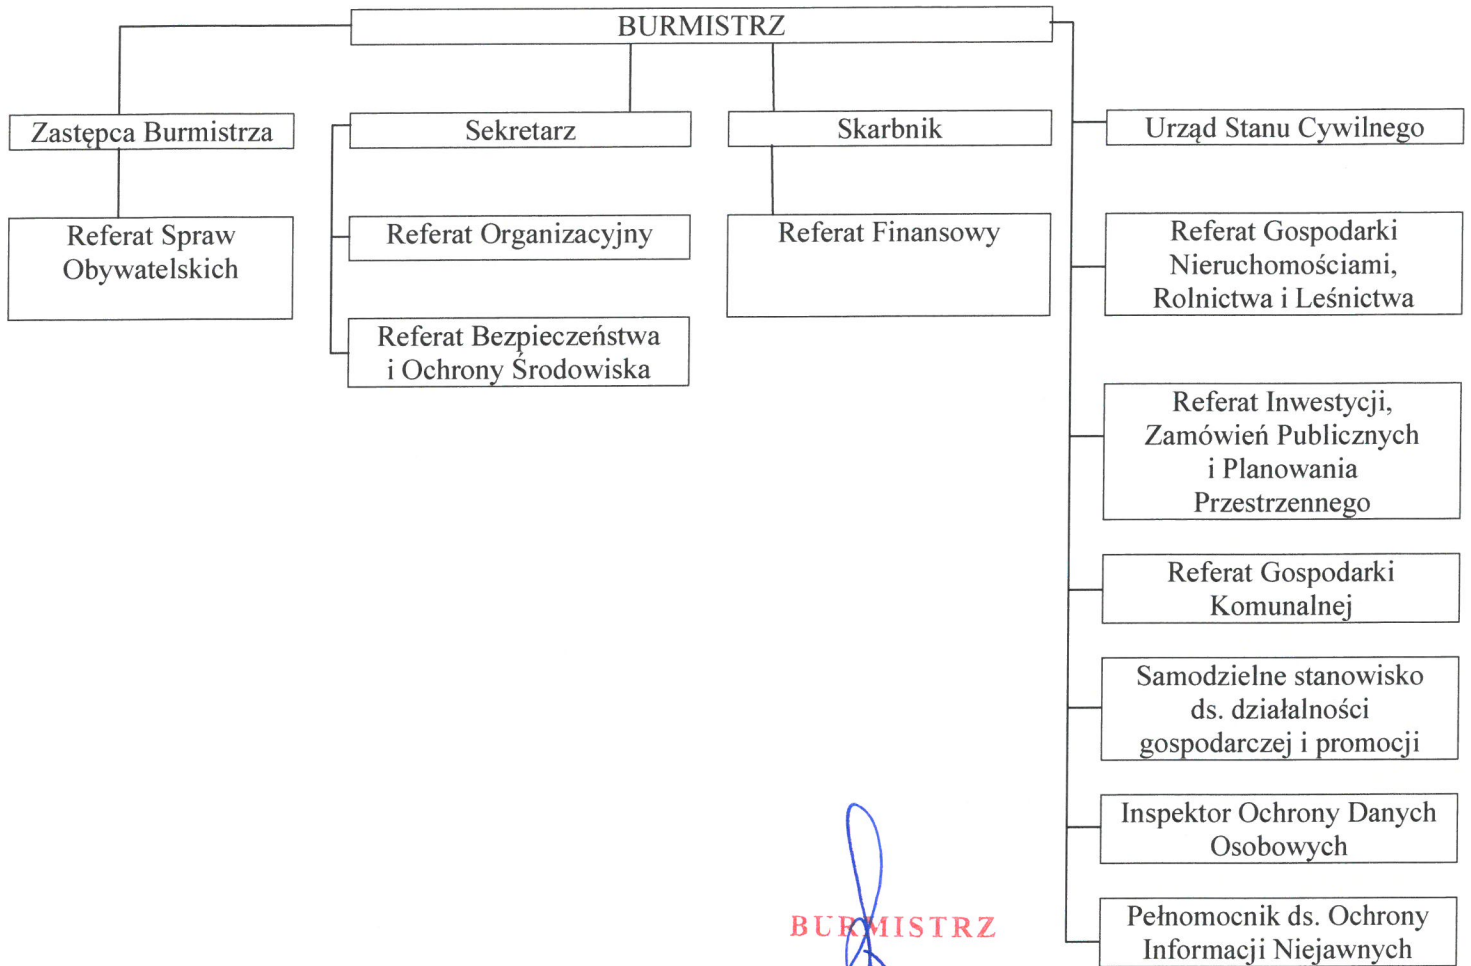 BURMISTRZ
Zastępca Burmistrza
Sekretarz
Skarbnik
Urząd Stanu Cywilnego
Referat Spraw
Obywatelskich
Referat Organizacyjny
Referat Finansowy
Referat Gospodarki
Nieruchomościami,
Rolnictwa i Leśnictwa
Referat Bezpieczeństwa
i Ochrony Środowiska
Referat Inwestycji,
Zamówień Publicznych
i Planowania
Przestrzennego
Referat Gospodarki
Komunalnej
Samodzielne stanowisko
ds. działalności
gospodarczej i promocji
Inspektor Ochrony Danych
Osobowych
Pełnomocnik ds. Ochrony
Informacji Niejawnych
BURMISTRZ